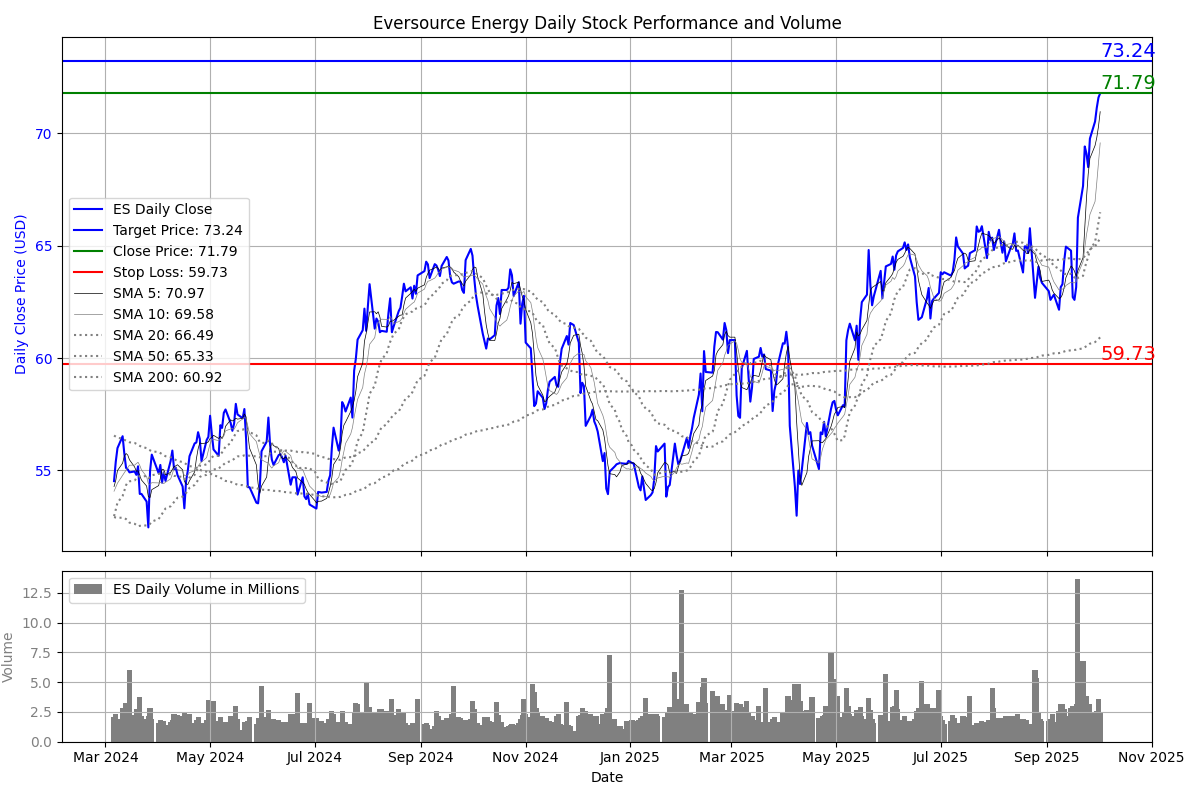 Eversource Energy Daily Stock Performance and Volume
73.24
71.79
59.73
70
65
60
55
Daily Close Price (USD)
ES Daily Close
Target Price: 73.24
Close Price: 71.79
Stop Loss: 59.73
SMA 5: 70.97
SMA 10: 69.58
SMA 20: 66.49
SMA 50: 65.33
SMA 200: 60.92
ES Daily Volume in Millions
12.5
10.0
7.5
5.0
2.5
0.0
Volume
Mar 2024
May 2024
Jul 2024
Sep 2024
Nov 2024
Jan 2025
Mar 2025
May 2025
Jul 2025
Sep 2025
Nov 2025
Date